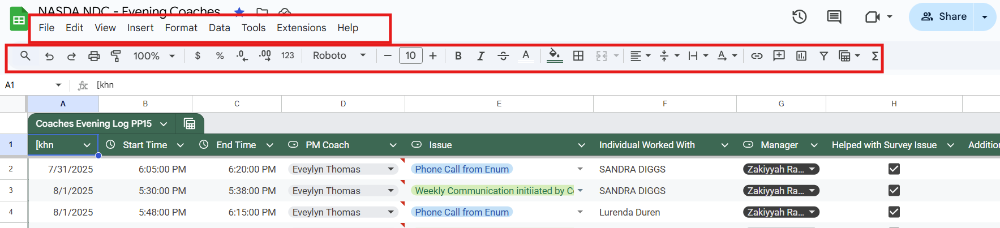 NASDA NDC - Evening Coaches
File Edit View Insert Format Data Tools Extensions Help
Share
100% $ % .0 .00 123 Roboto 10 B I S A A Σ
A1 fx [khn
A B C D E F G H
Coaches Evening Log PP15
1 [khn Start Time End Time PM Coach Issue Individual Worked With Manager Helped with Survey Issue Addition
2 7/31/2025 6:05:00 PM 6:20:00 PM Eveylyn Thomas Phone Call from Enum SANDRA DIGGS Zakiyyah Ra...
3 8/1/2025 5:30:00 PM 5:38:00 PM Eveylyn Thomas Weekly Communication initiiated by C SANDRA DIGGS Zakiyyah Ra...
4 8/1/2025 5:48:00 PM 6:15:00 PM Eveylyn Thomas Phone Call from Enum Lurenda Duren Zakiyyah Ra...